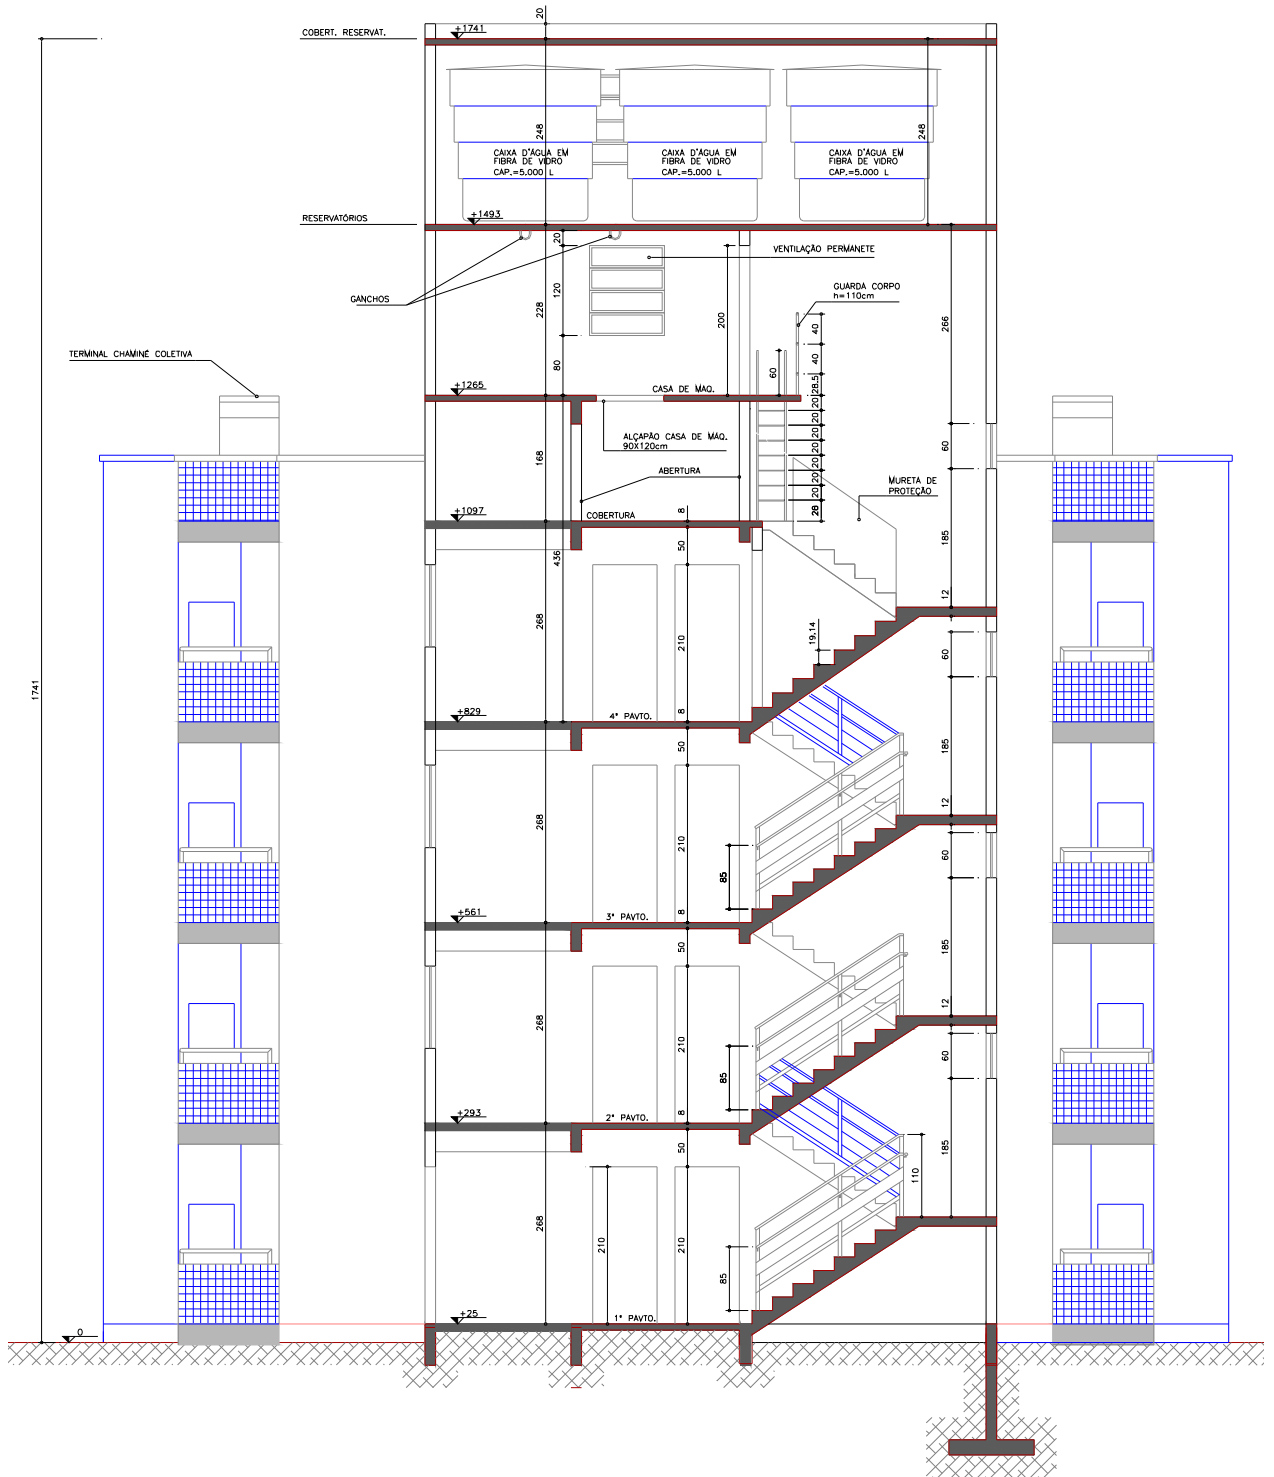 20
COBERT. RESERVAT.
+1741
248
248
CAIXA D'ÁGUA EM
FIBRA DE VIDRO
CAP.=5.000 L
CAIXA D'ÁGUA EM
FIBRA DE VIDRO
CAP.=5.000 L
CAIXA D'ÁGUA EM
FIBRA DE VIDRO
CAP.=5.000 L
RESERVATÓRIOS
+1493
20
VENTILAÇÃO PERMANETE
GUARDA CORPO
h=110cm
GANCHOS
120
228
200
266
40
40
TERMINAL CHAMINÉ COLETIVA
80
60
28.5
+1265
CASA DE MAQ.
20
20
20
20
20
20
20
28
ALÇAPÃO CASA DE MÁQ.
90X120cm
60
168
ABERTURA
MURETA DE
PROTEÇÃO
+1097
COBERTURA
8
50
436
185
12
268
210
19.14
60
1741
+829
4° PAVTO.
8
50
185
12
268
210
85
60
+561
3° PAVTO.
8
50
185
12
268
210
85
60
+293
2° PAVTO.
8
50
185
110
268
210
210
85
+25
1° PAVTO.
0